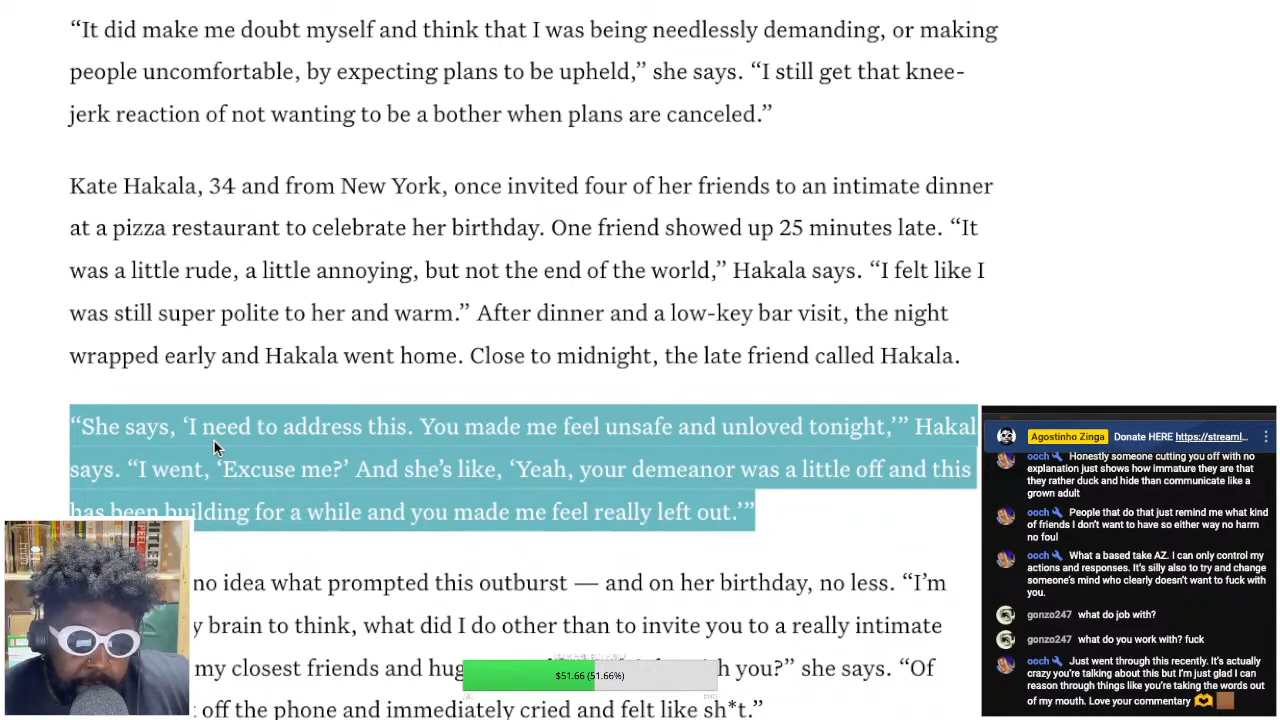 “It did make me doubt myself and think that I was being needlessly demanding, or making
people uncomfortable, by expecting plans to be upheld,” she says. “I still get that knee-
jerk reaction of not wanting to be a bother when plans are canceled.”
Kate Hakala, 34 and from New York, once invited four of her friends to an intimate dinner
at a pizza restaurant to celebrate her birthday. One friend showed up 25 minutes late. “It
was a little rude, a little annoying, but not the end of the world,” Hakala says. “I felt like I
was still super polite to her and warm.” After dinner and a low-key bar visit, the night
wrapped early and Hakala went home. Close to midnight, the late friend called Hakala.
“She says, ‘I need to address this. You made me feel unsafe and unloved tonight,’” Hakal
says. “I went, ‘Excuse me?’ And she’s like, ‘Yeah, your demeanor was a little off and this
has been building for a while and you made me feel really left out.’”
no idea what prompted this outburst — and on her birthday, no less. “I’m
y brain to think, what did I do other than to invite you to a really intimate
my closest friends and hug h you?” she says. “Of
off the phone and immediately cried and felt like sh*t.”
$51.66 (51.66%)
Agostinho Zinga Donate HERE https://streaml...
ooch Honestly someone cutting you off with no
explanation just shows how immature they are that
they rather duck and hide than communicate like a
grown adult
ooch People that do that just remind me what kind
of friends I don't want to have so either way no harm
no foul
ooch What a based take AZ. I can only control my
actions and responses. It's silly also to try and change
someone's mind who clearly doesn't want to fuck with
you.
gonzo247 what do job with?
gonzo247 what do you work with? fuck
ooch Just went through this recently. It's actually
crazy you're talking about this but I'm just glad I can
reason through things like you're taking the words out
of my mouth. Love your commentary